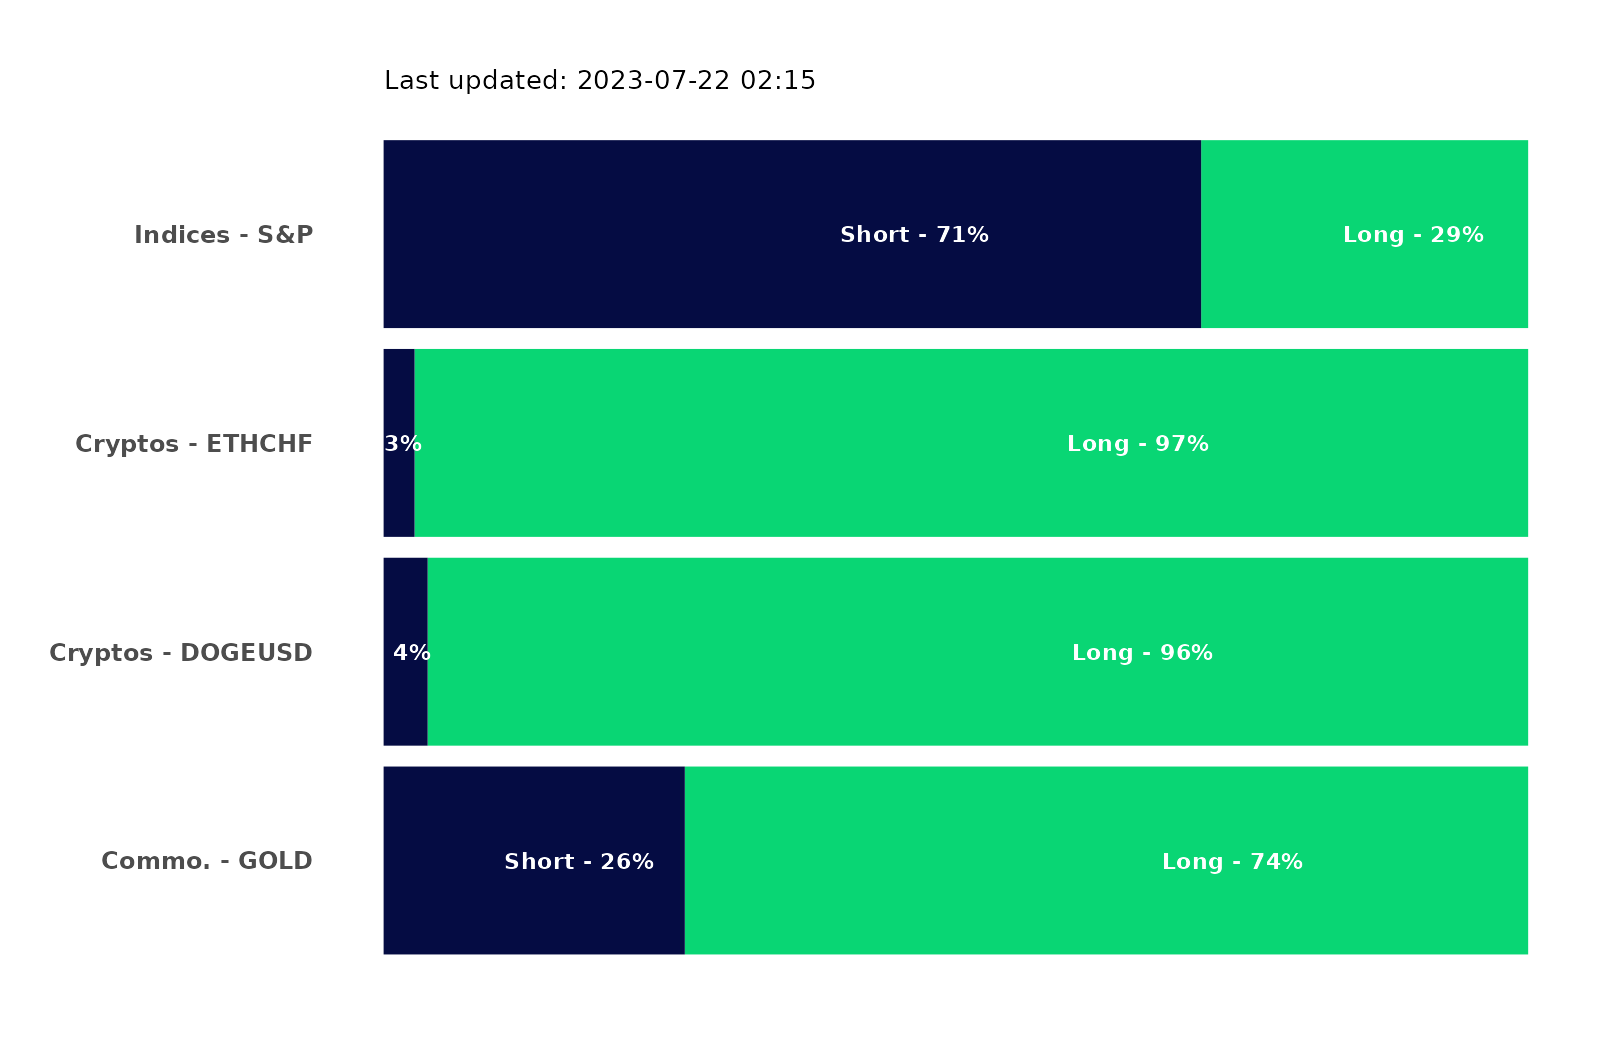 Last updated: 2023-07-22 02:15
Indices - S&P Short - 71% Long - 29%
Cryptos - ETHCHF 3% Long - 97%
Cryptos - DOGEUSD 4% Long - 96%
Commo. - GOLD Short - 26% Long - 74%